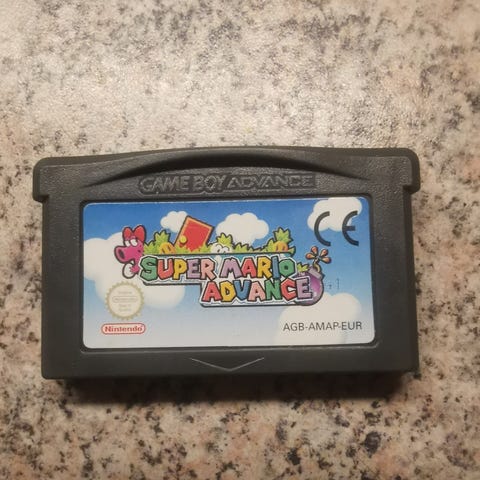 GAME BOY ADVANCE
CE
SUPER MARIO
ADVANCE
Nintendo
AGB-AMAP-EUR